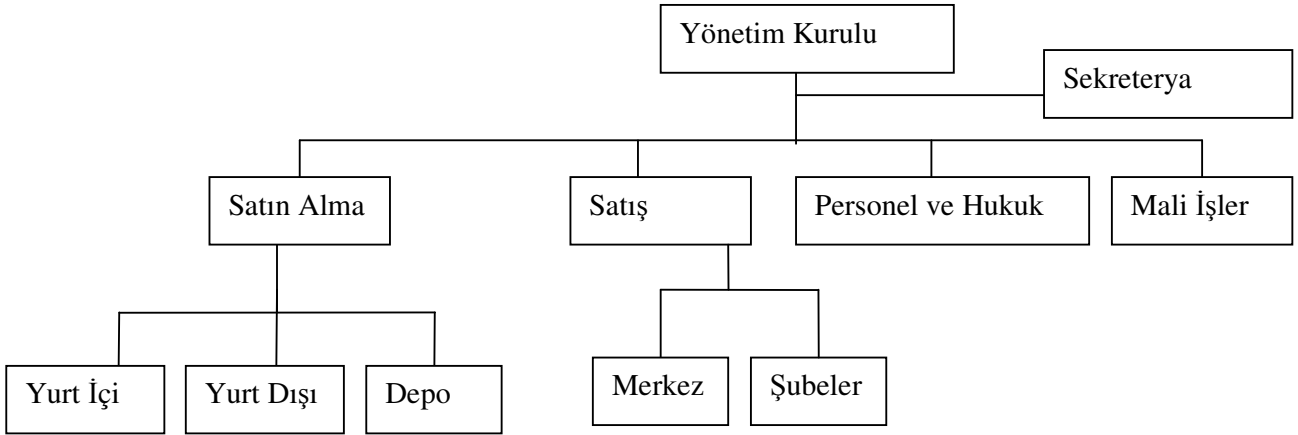 Yönetim Kurulu
Sekreterya
Satın Alma
Satış
Personel ve Hukuk
Mali İşler
Yurt İçi
Yurt Dışı
Depo
Merkez
Şubeler